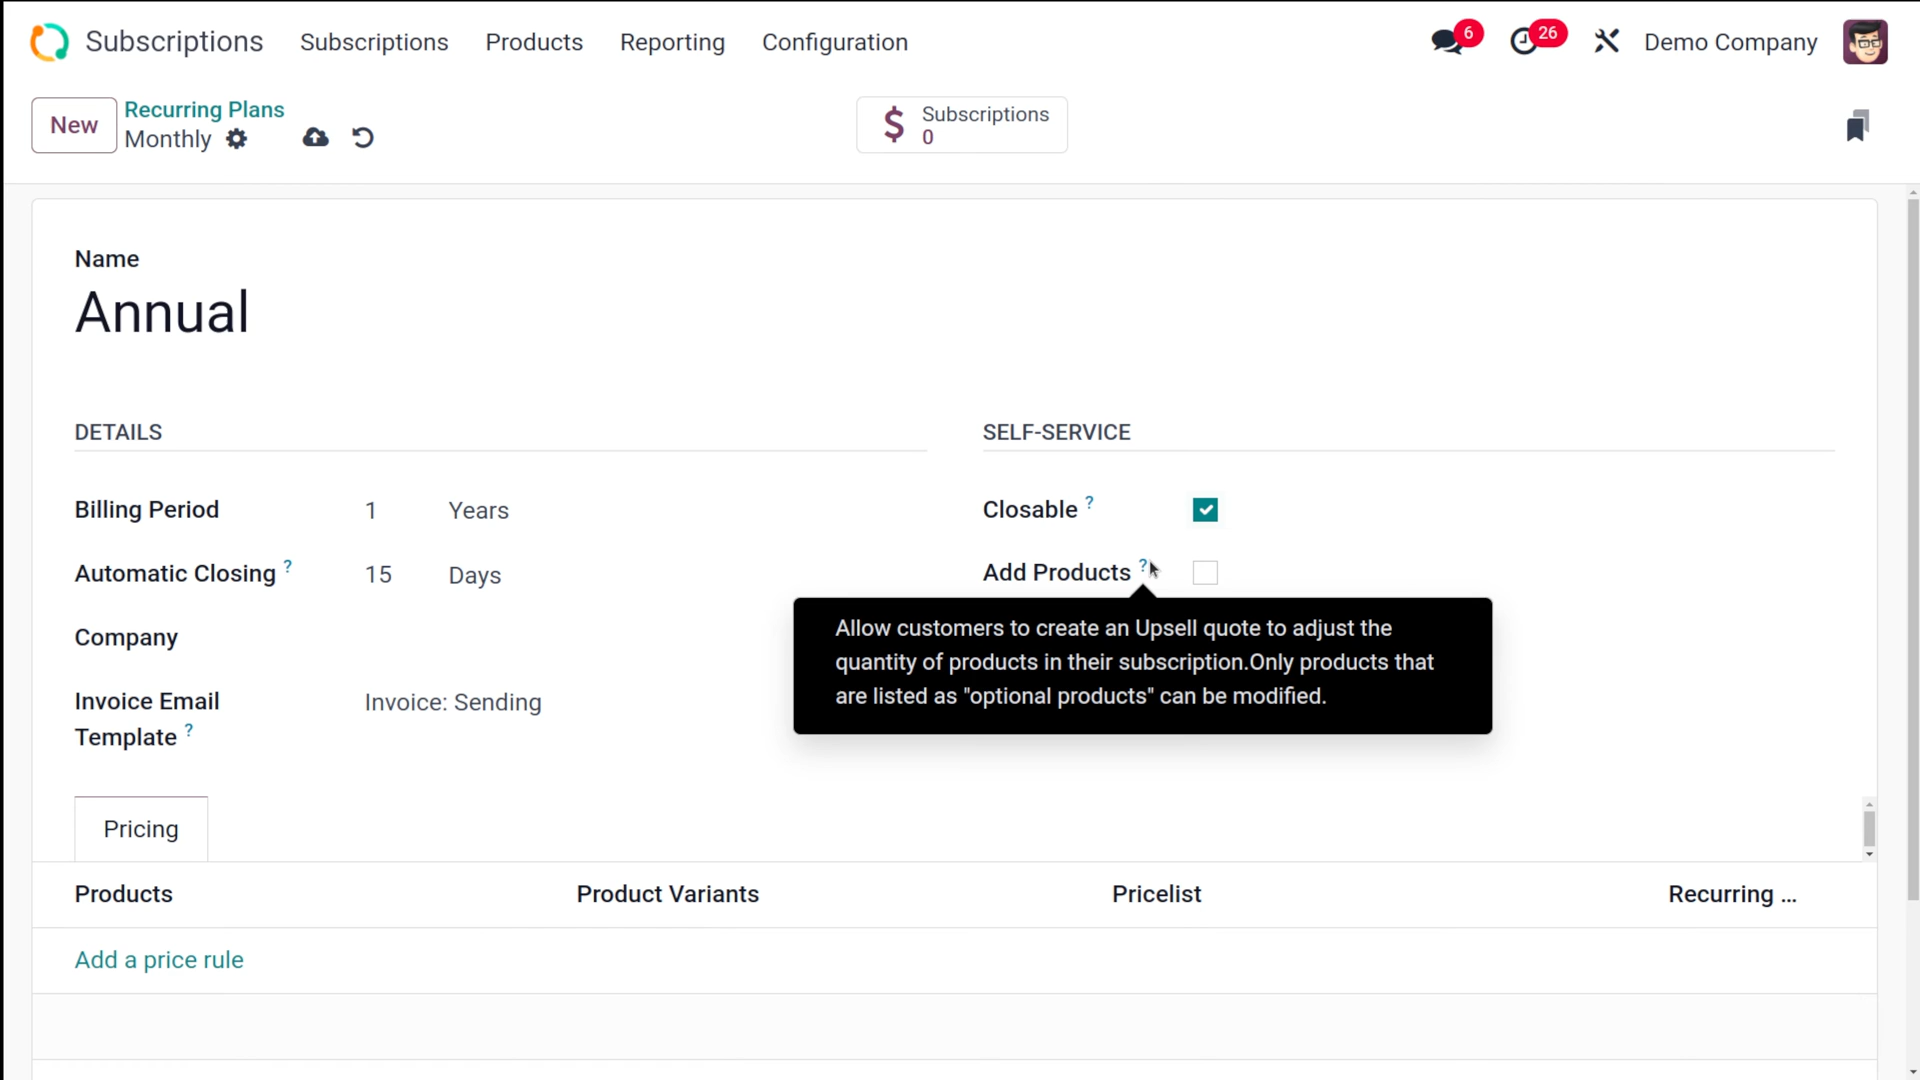 Subscriptions Subscriptions Products Reporting Configuration 6 26 Demo Company
New Recurring Plans
Monthly
Subscriptions
0
Name
Annual
DETAILS
Billing Period 1 Years
Automatic Closing ? 15 Days
Company
Invoice Email
Template ? Invoice: Sending
SELF-SERVICE
Closable ?
Add Products ?
Allow customers to create an Upsell quote to adjust the
quantity of products in their subscription.Only products that
are listed as "optional products" can be modified.
Pricing
Products Product Variants Pricelist Recurring ...
Add a price rule